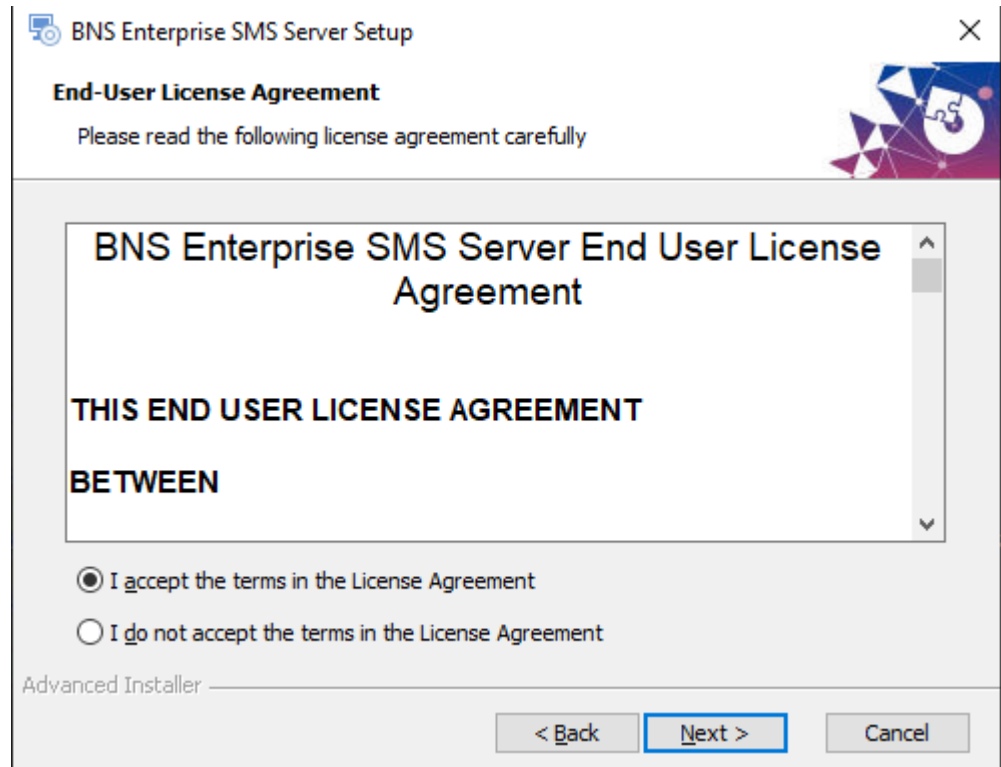 BNS Enterprise SMS Server Setup
End-User License Agreement
Please read the following license agreement carefully
BNS Enterprise SMS Server End User License
Agreement
THIS END USER LICENSE AGREEMENT
BETWEEN
I accept the terms in the License Agreement
I do not accept the terms in the License Agreement
Advanced Installer
< Back Next > Cancel